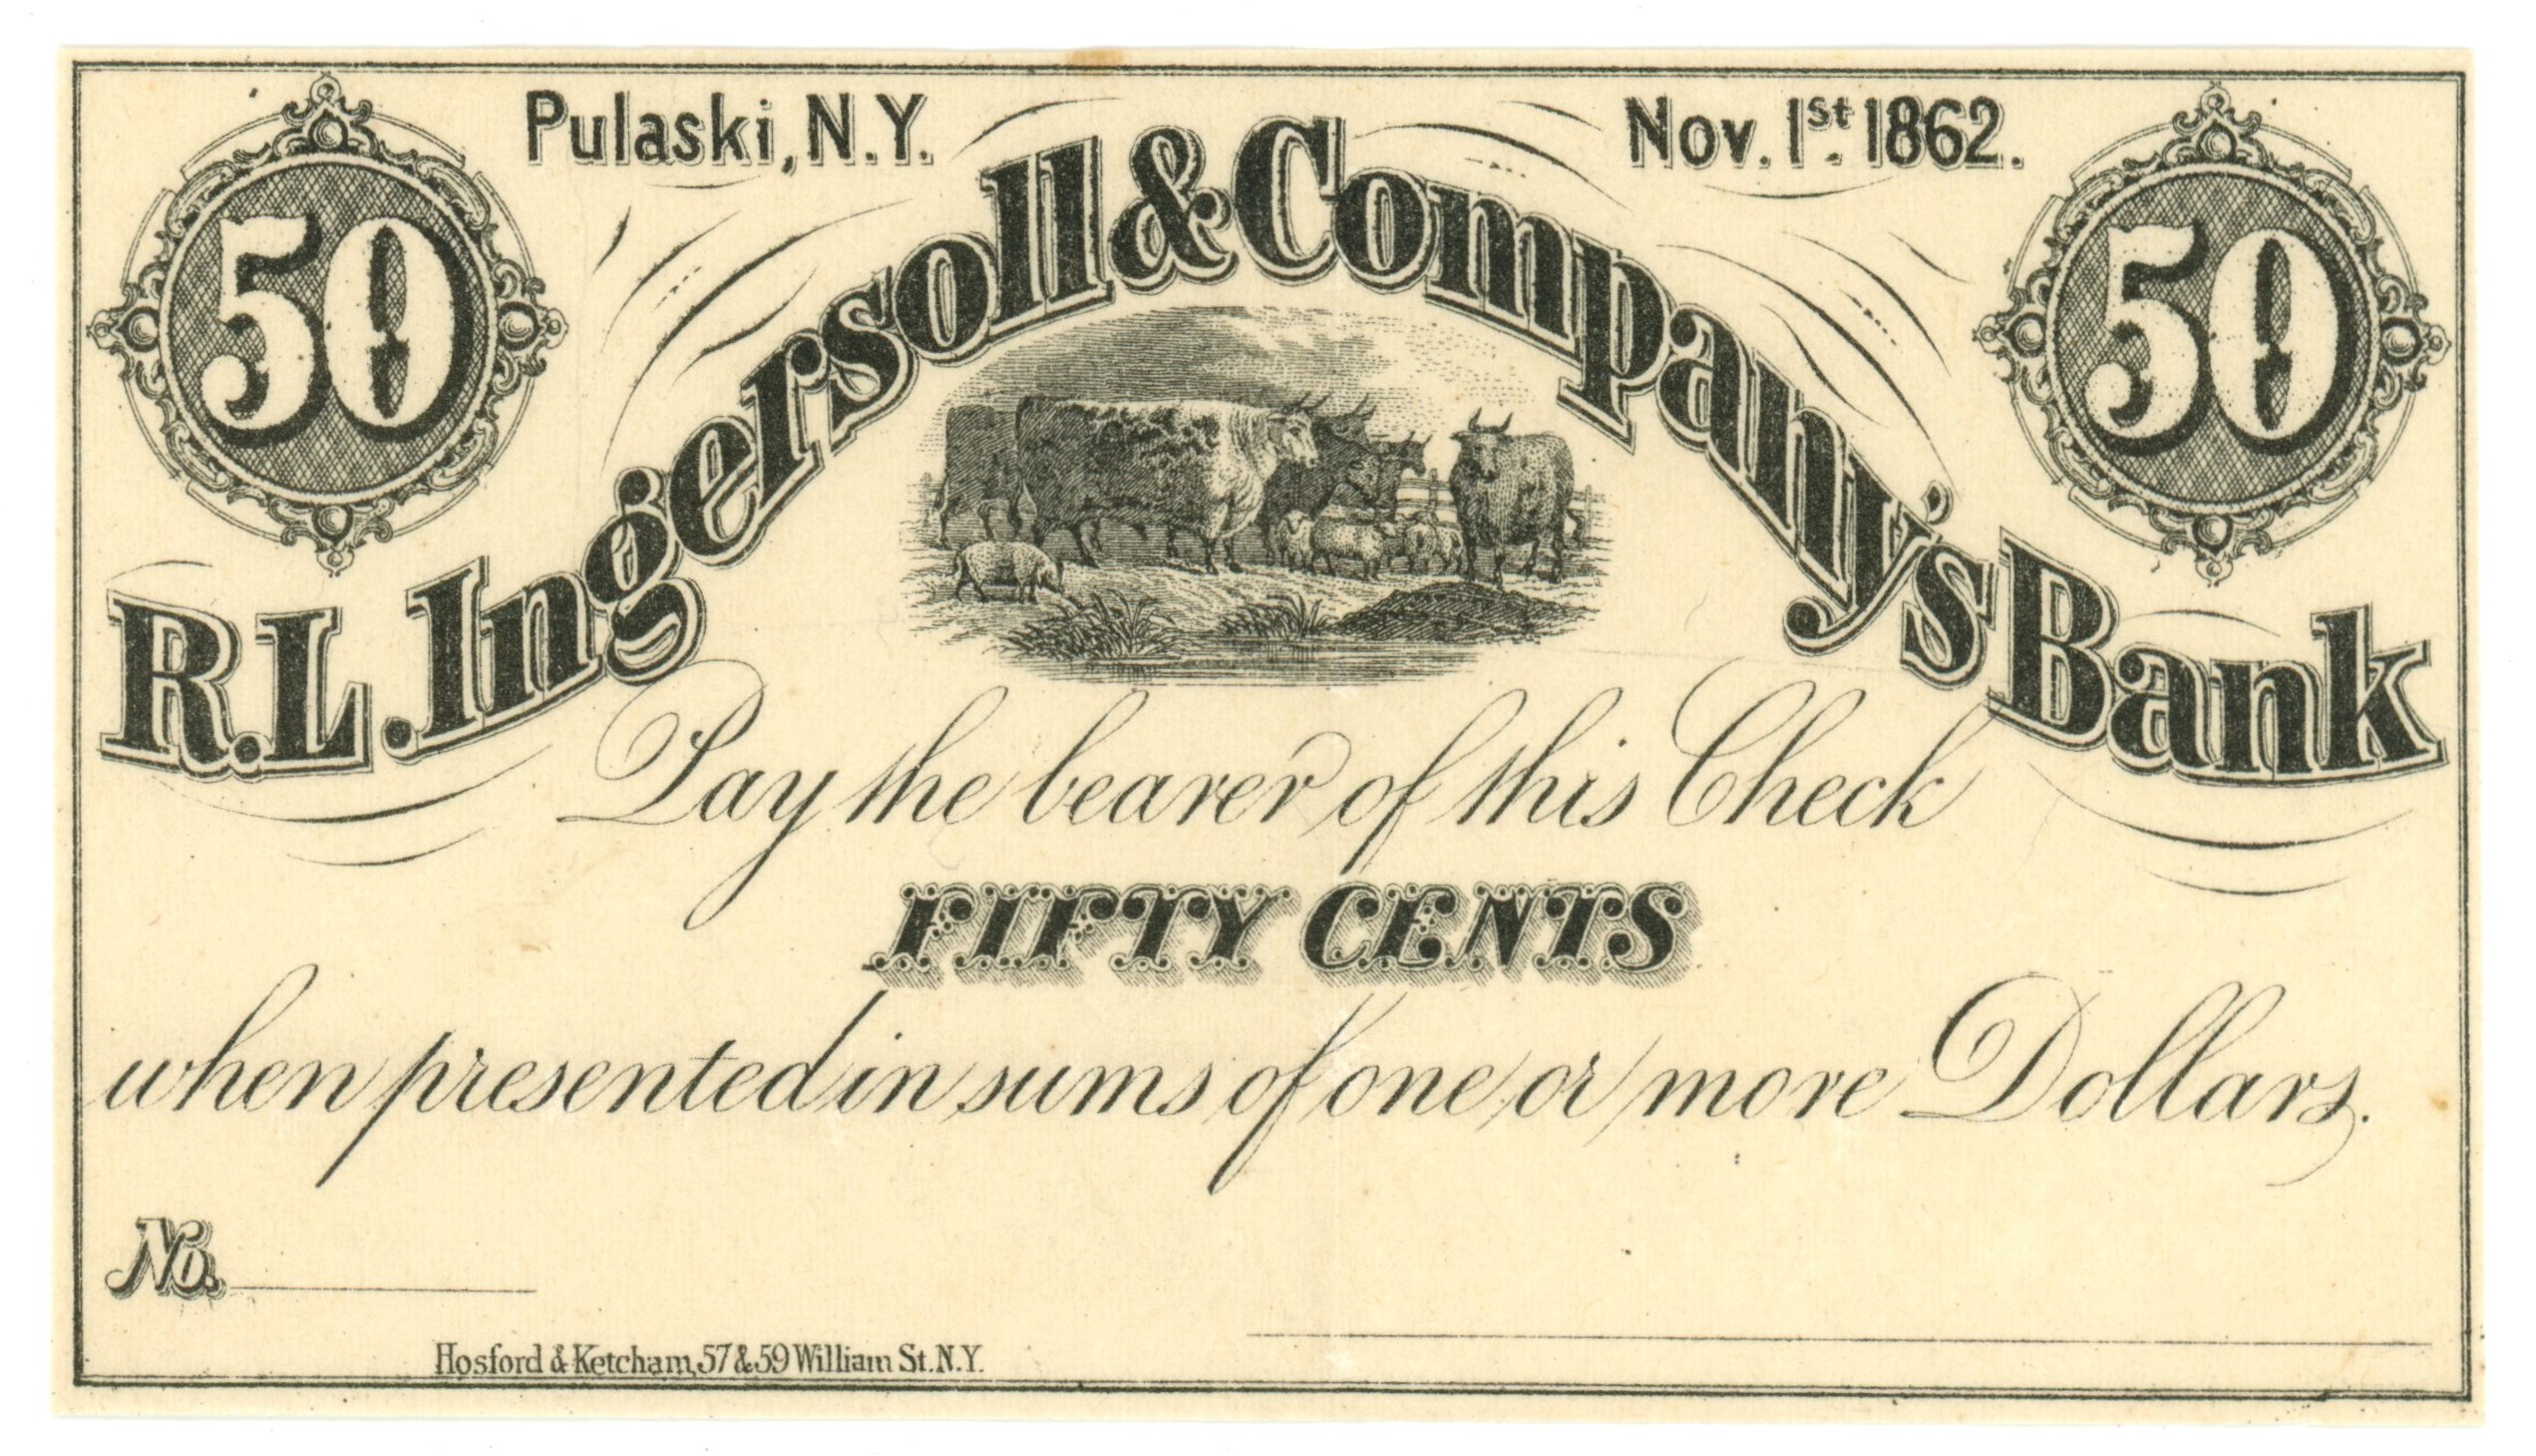 Pulaski, N.Y.
Nov. 1st. 1862.
50
50
R.L. Ingersoll & Company's Bank
Pay the bearer of this Check
FIFTY CENTS
when presented in sums of one or more Dollars.
No.
Hosford & Ketcham, 57 & 59 William St. N.Y.